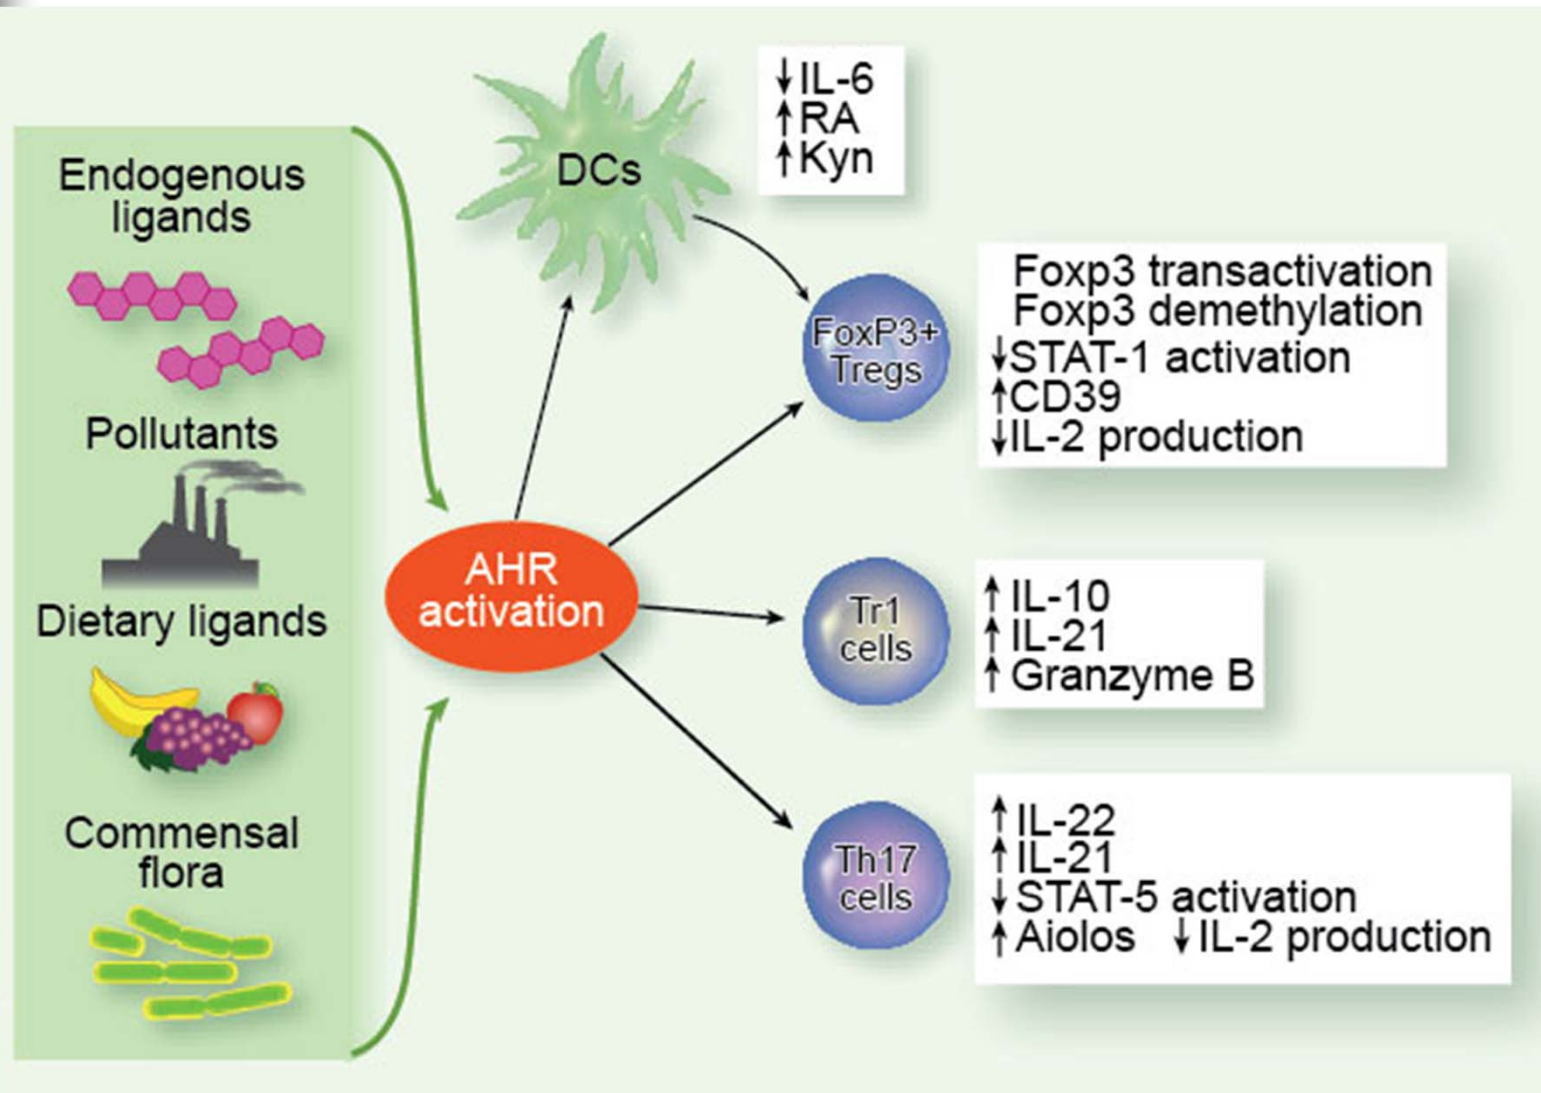 Endogenous
ligands
Pollutants
Dietary ligands
Commensal
flora
AHR
activation
DCs
↓IL-6
↑RA
↑Kyn
FoxP3+
Tregs
Foxp3 transactivation
Foxp3 demethylation
↓STAT-1 activation
↑CD39
↓IL-2 production
Tr1
cells
↑ IL-10
↑ IL-21
↑ Granzyme B
Th17
cells
↑ IL-22
↑ IL-21
↓ STAT-5 activation
↑ Aiolos ↓ IL-2 production